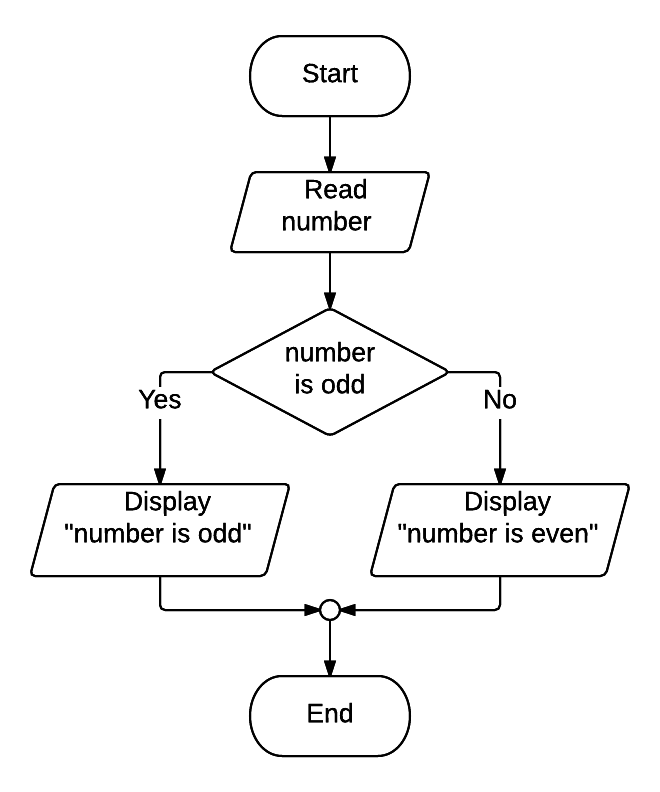 Start
Read
number
number
is odd
Yes
No
Display
"number is odd"
Display
"number is even"
End